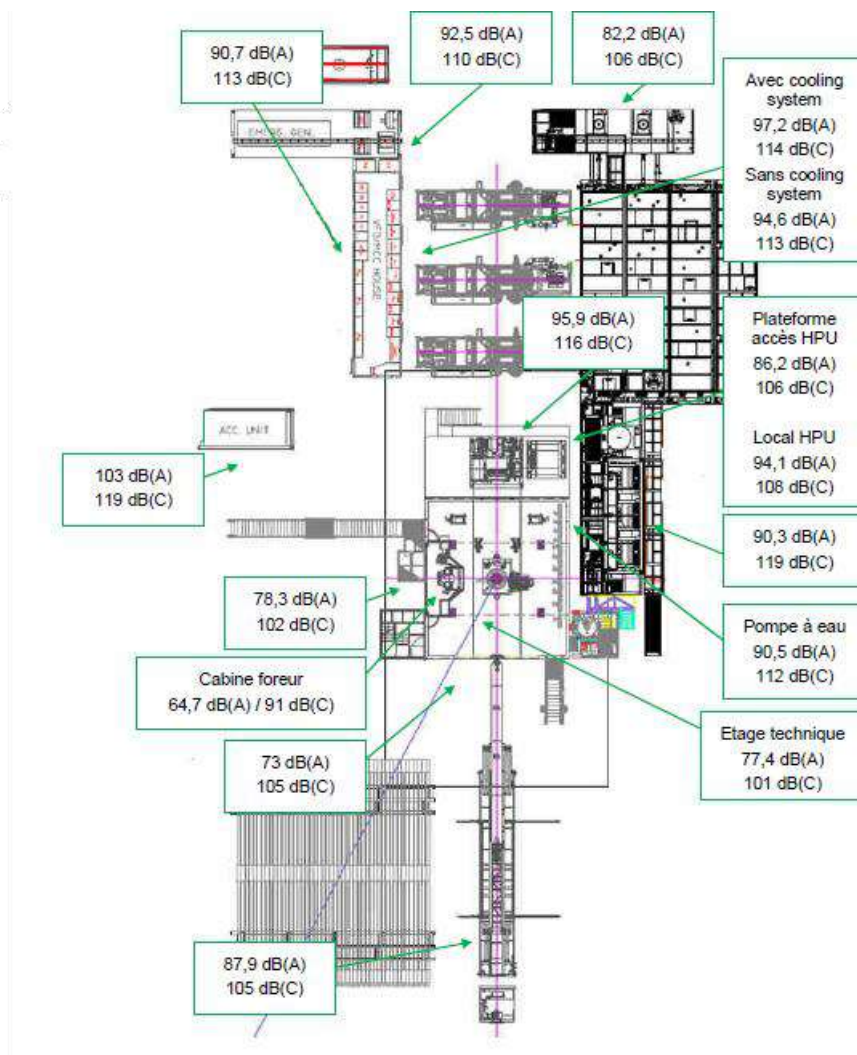 90,7 dB(A)
113 dB(C)
92,5 dB(A)
110 dB(C)
82,2 dB(A)
106 dB(C)
Avec cooling
system
97,2 dB(A)
114 dB(C)
Sans cooling
system
94,6 dB(A)
113 dB(C)
EMERG. GEN.
VFD/MCC HOUSE
95,9 dB(A)
116 dB(C)
Plateforme
accès HPU
86,2 dB(A)
106 dB(C)
Local HPU
94,1 dB(A)
108 dB(C)
ACC. UNIT
103 dB(A)
119 dB(C)
90,3 dB(A)
119 dB(C)
78,3 dB(A)
102 dB(C)
Pompe à eau
90,5 dB(A)
112 dB(C)
Cabine foreur
64,7 dB(A) / 91 dB(C)
Etage technique
77,4 dB(A)
101 dB(C)
73 dB(A)
105 dB(C)
87,9 dB(A)
105 dB(C)